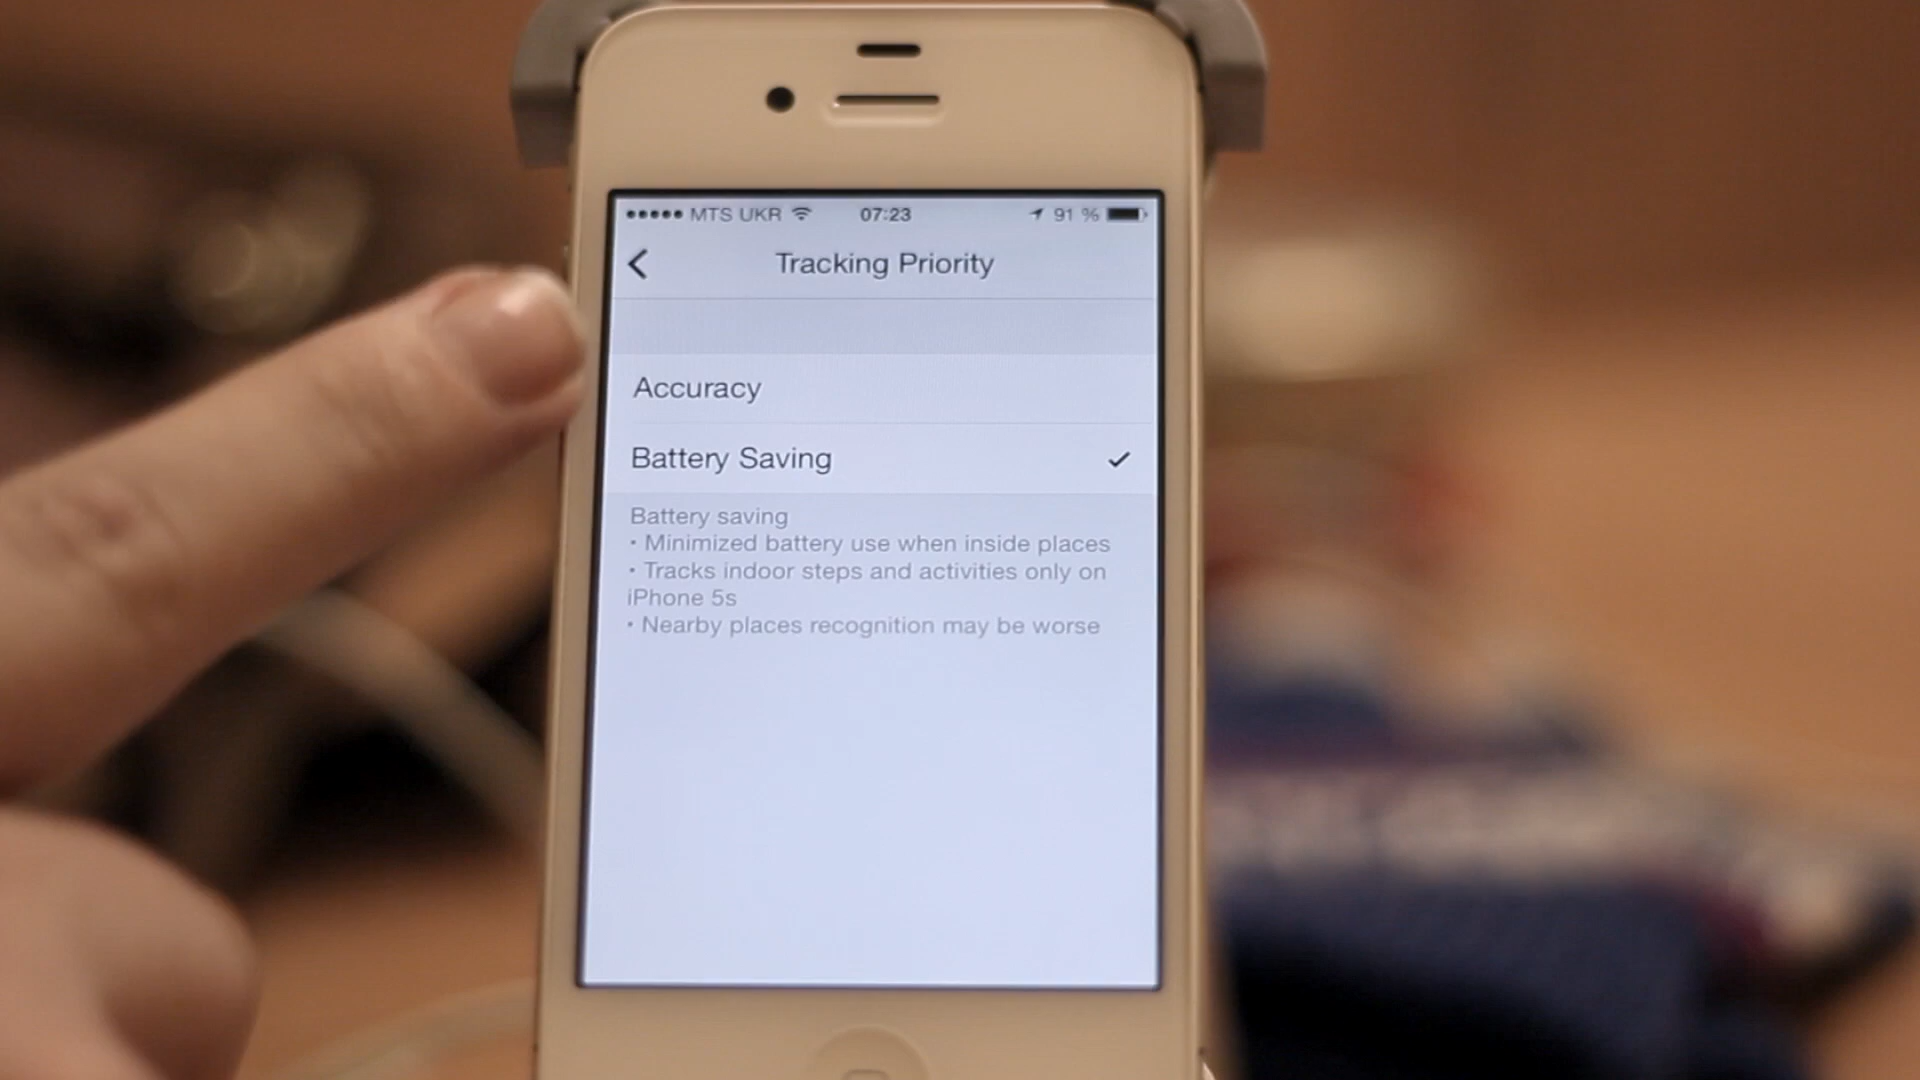 MTS UKR 07:23 91 %
Tracking Priority
Accuracy
Battery Saving
Battery saving
• Minimized battery use when inside places
• Tracks indoor steps and activities only on
iPhone 5s
• Nearby places recognition may be worse